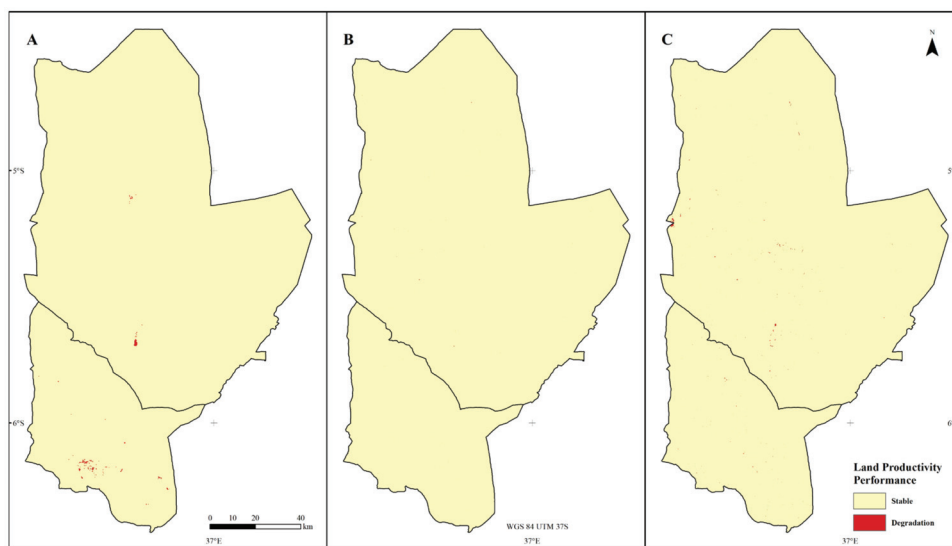 A
B
C
N
5°S
5°
6°S
6°
Land Productivity
Performance
Stable
Degradation
0 10 20 40
km
WGS 84 UTM 37S
37°E
37°E
37°E